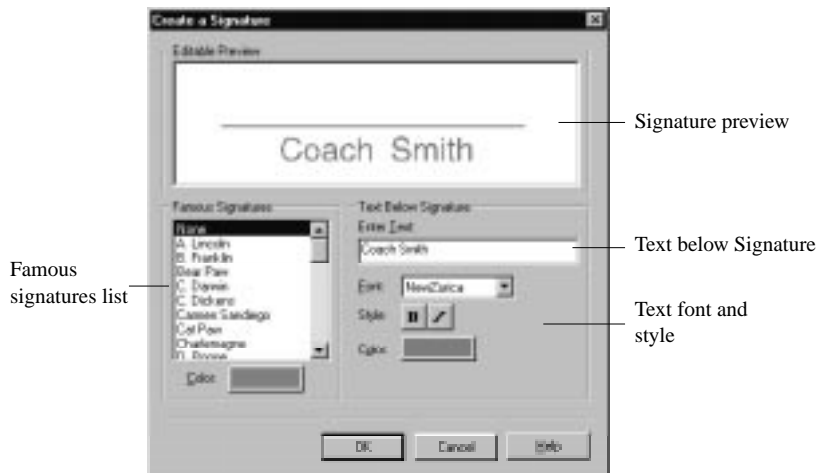 Create a Signature
Editable Preview
Coach Smith
Signature preview
Famous Signatures
None
A. Lincoln
B. Franklin
Bear Paw
C. Darwin
C. Dickens
Carmen Sandiego
Cat Paw
Charlemagne
D. Boone
Color:
Text Below Signature
Enter Text:
Coach Smith
Font: NewZurica
Style: B I
Color:
OK Cancel Help
Famous
signatures list
Text below Signature
Text font and
style